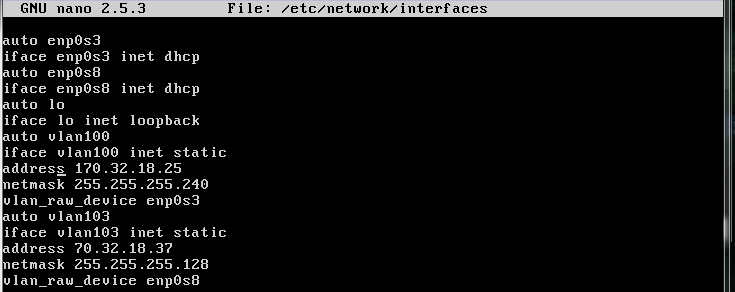 GNU nano 2.5.3 File: /etc/network/interfaces
auto enp0s3
iface enp0s3 inet dhcp
auto enp0s8
iface enp0s8 inet dhcp
auto lo
iface lo inet loopback
auto vlan100
iface vlan100 inet static
address 170.32.18.25
netmask 255.255.255.240
vlan_raw_device enp0s3
auto vlan103
iface vlan103 inet static
address 70.32.18.37
netmask 255.255.255.128
vlan_raw_device enp0s8